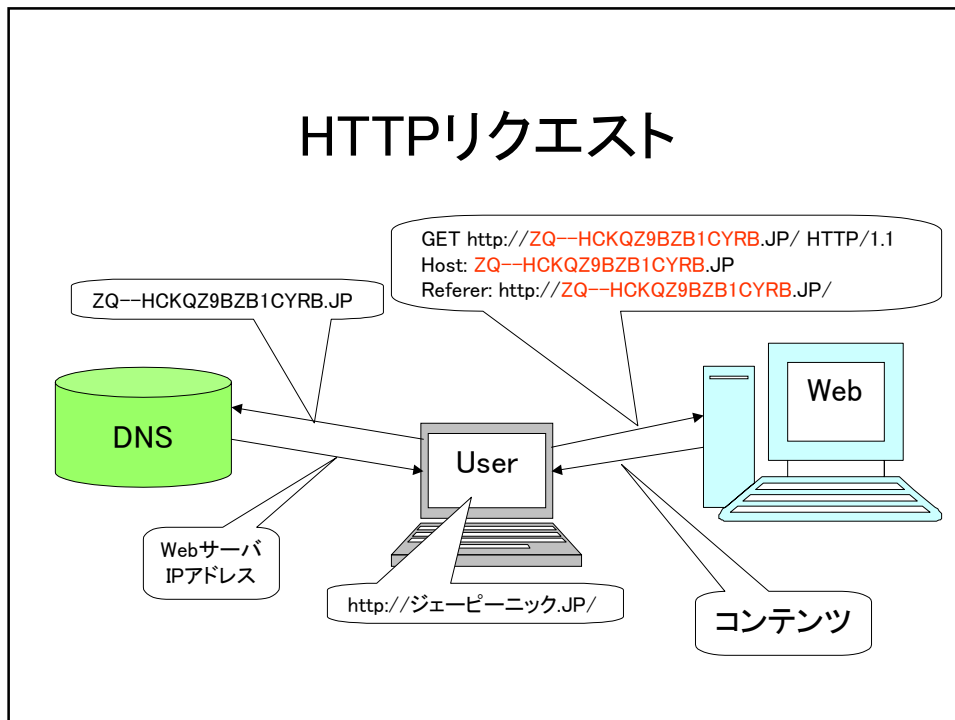 HTTPリクエスト
GET http://ZQ--HCKQZ9BZB1CYRB.JP/ HTTP/1.1
Host: ZQ--HCKQZ9BZB1CYRB.JP
Referer: http://ZQ--HCKQZ9BZB1CYRB.JP/
ZQ--HCKQZ9BZB1CYRB.JP
DNS
User
Web
Webサーバ
IPアドレス
http://ジェーピーニック.JP/
コンテンツ